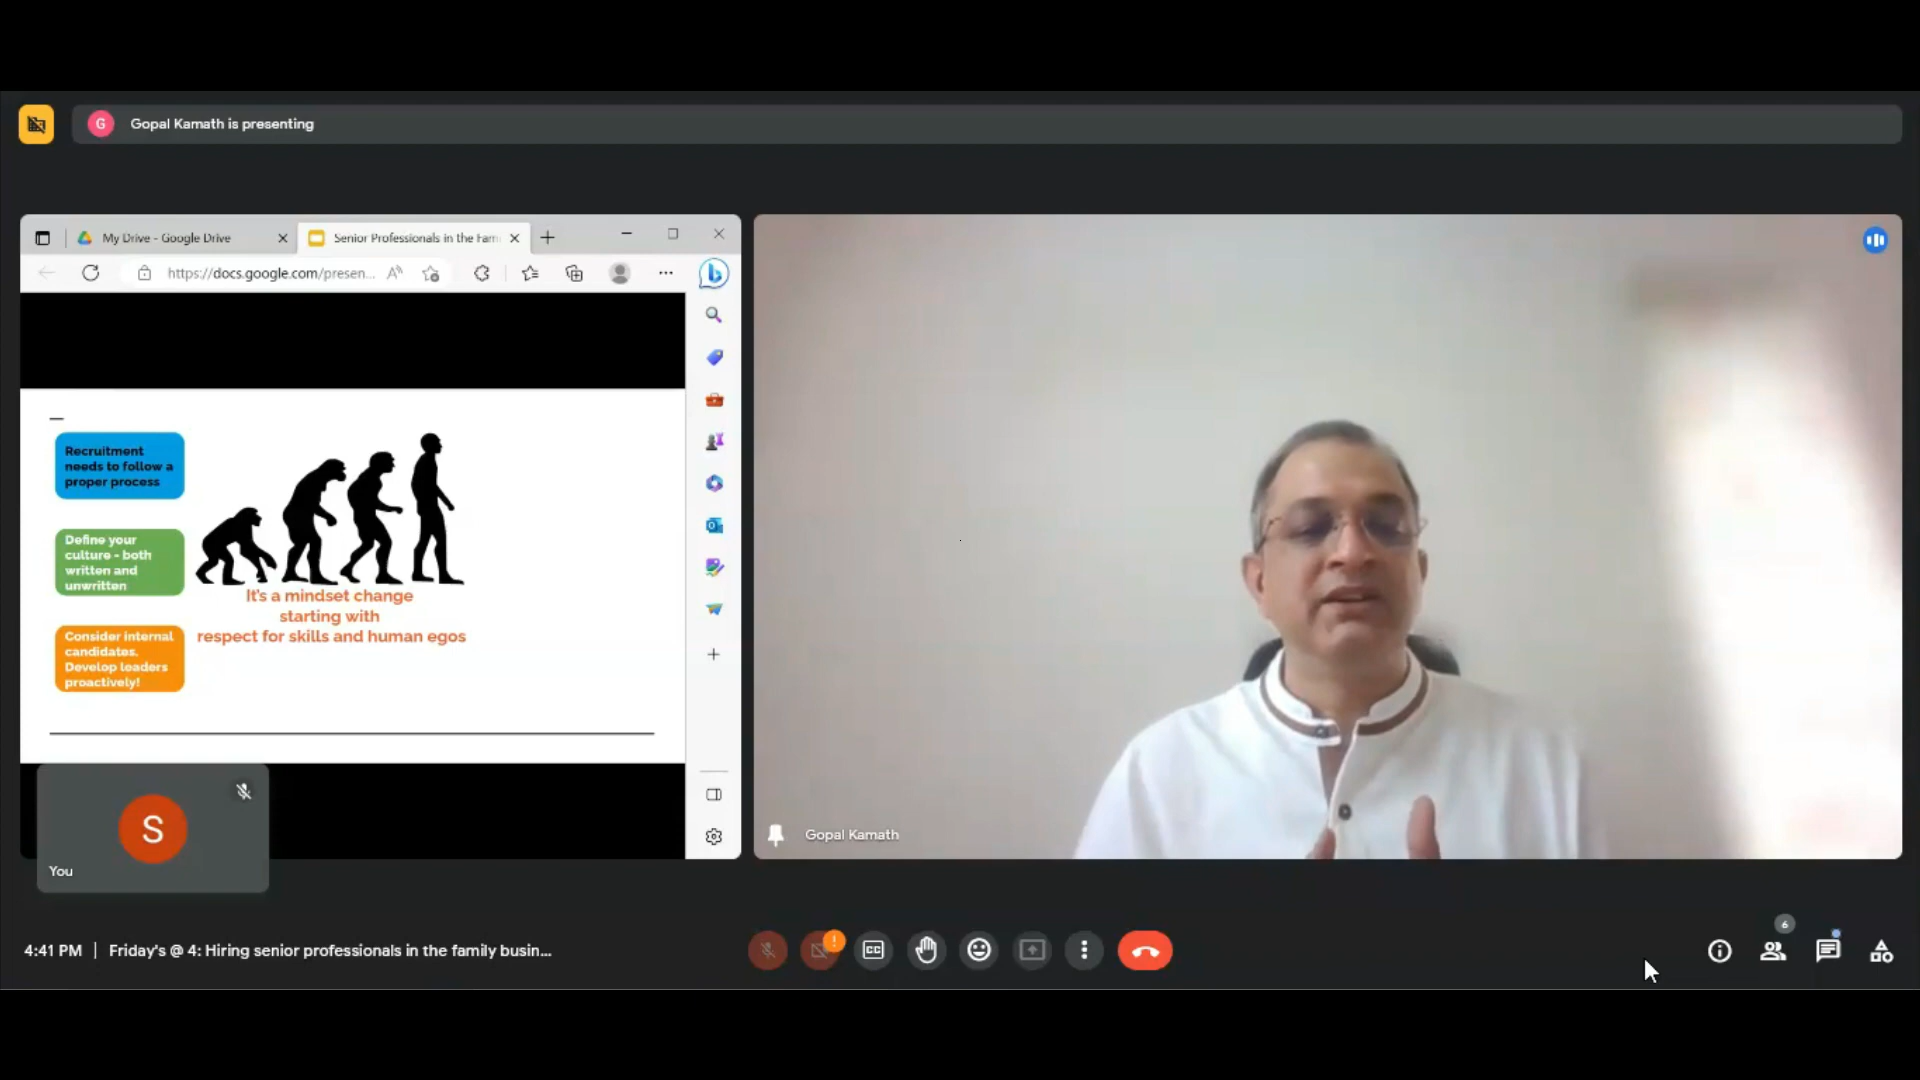 G Gopal Kamath is presenting
My Drive - Google Drive
Senior Professionals in the Fam
https://docs.google.com/presen...
Recruitment
needs to follow a
proper process
Define your
culture - both
written and
unwritten
Consider internal
candidates.
Develop leaders
proactively!
It's a mindset change
starting with
respect for skills and human egos
S
You
Gopal Kamath
4:41 PM | Friday's @ 4: Hiring senior professionals in the family busin...
CC
6